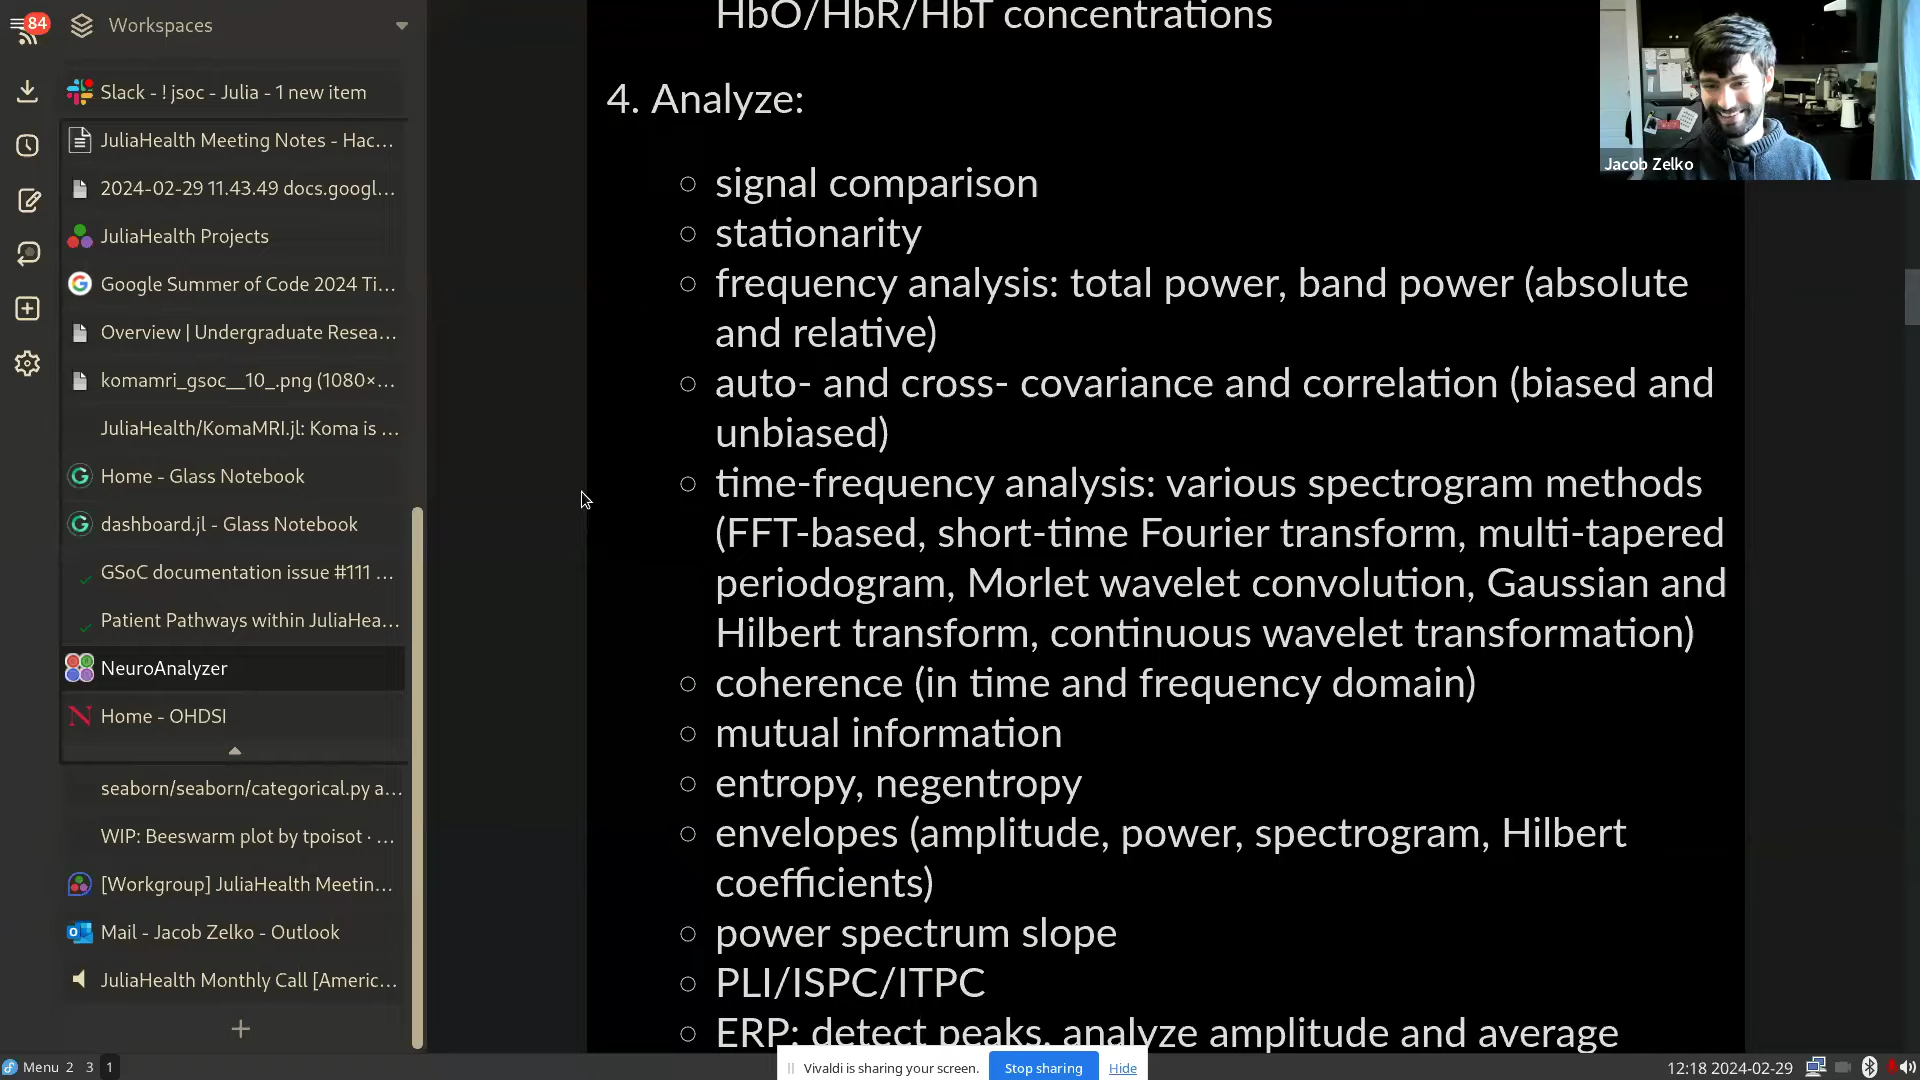 84
Workspaces
Slack - ! jsoc - Julia - 1 new item
JuliaHealth Meeting Notes - Hac...
2024-02-29 11.43.49 docs.googl...
JuliaHealth Projects
Google Summer of Code 2024 Ti...
Overview | Undergraduate Resea...
komamri_gsoc__10_.png (1080×...
JuliaHealth/KomaMRI.jl: Koma is ...
Home - Glass Notebook
dashboard.jl - Glass Notebook
GSoC documentation issue #111 ...
Patient Pathways within JuliaHea...
NeuroAnalyzer
Home - OHDSI
seaborn/seaborn/categorical.py a...
WIP: Beeswarm plot by tpoisot · ...
[Workgroup] JuliaHealth Meetin...
Mail - Jacob Zelko - Outlook
JuliaHealth Monthly Call [Americ...
HbO/HbR/HbT concentrations
4. Analyze:
signal comparison
stationarity
frequency analysis: total power, band power (absolute
and relative)
auto- and cross- covariance and correlation (biased and
unbiased)
time-frequency analysis: various spectrogram methods
(FFT-based, short-time Fourier transform, multi-tapered
periodogram, Morlet wavelet convolution, Gaussian and
Hilbert transform, continuous wavelet transformation)
coherence (in time and frequency domain)
mutual information
entropy, negentropy
envelopes (amplitude, power, spectrogram, Hilbert
coefficients)
power spectrum slope
PLI/ISPC/ITPC
ERP: detect peaks, analyze amplitude and average
Jacob Zelko
Menu 2 3 1
Vivaldi is sharing your screen. Stop sharing Hide
12:18 2024-02-29